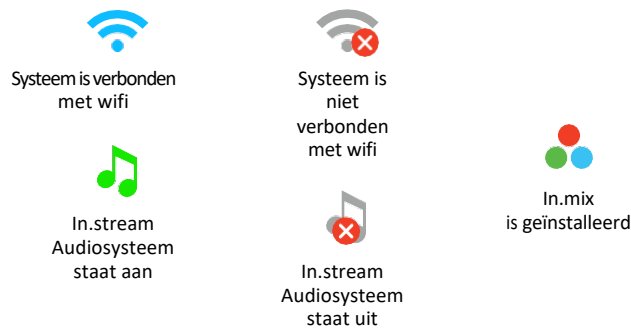 Systeem is verbonden
met wifi
Systeem is
niet
verbonden
met wifi
In.stream
Audiosysteem
staat aan
In.stream
Audiosysteem
staat uit
In.mix
is geïnstalleerd